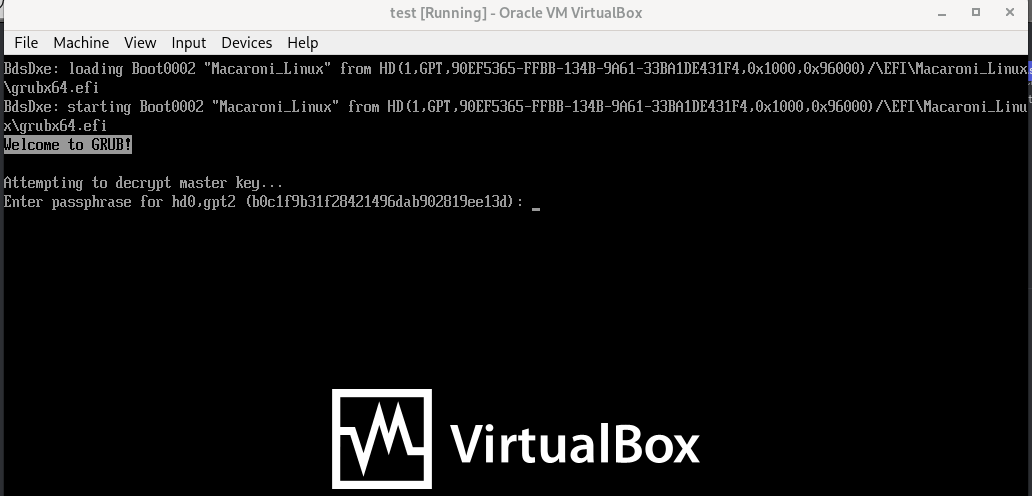 test [Running] - Oracle VM VirtualBox
File Machine View Input Devices Help
BdsDxe: loading Boot0002 "Macaroni_Linux" from HD(1,GPT,90EF5365-FFBB-134B-9A61-33BA1DE431F4,0x1000,0x96000)/\EFI\Macaroni_Linux
\grubx64.efi
BdsDxe: starting Boot0002 "Macaroni_Linux" from HD(1,GPT,90EF5365-FFBB-134B-9A61-33BA1DE431F4,0x1000,0x96000)/\EFI\Macaroni_Linu
x\grubx64.efi
Welcome to GRUB!
Attempting to decrypt master key...
Enter passphrase for hd0,gpt2 (b0c1f9b31f28421496dab902819ee13d): _
VirtualBox